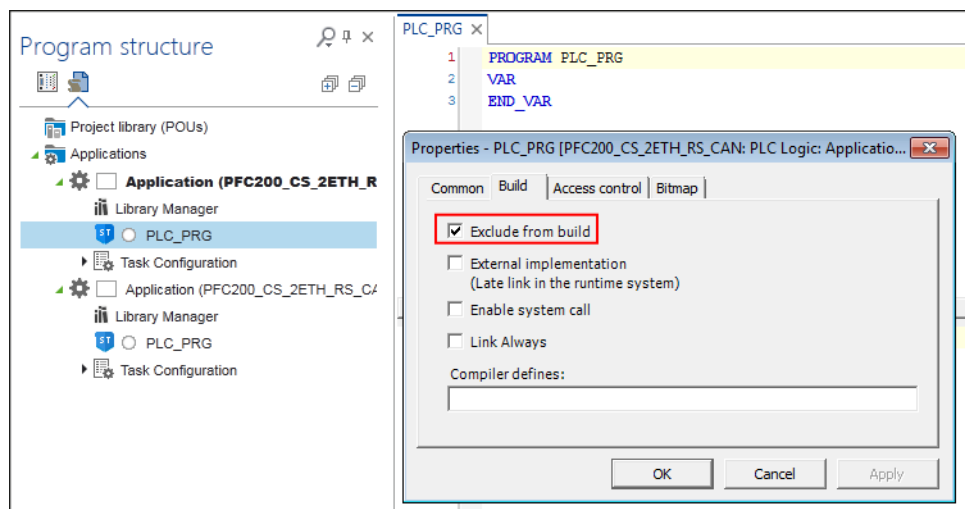 Program structure
Project library (POUs)
Applications
Application (PFC200_CS_2ETH_R
Library Manager
ST PLC_PRG
Task Configuration
Application (PFC200_CS_2ETH_RS_CA
Library Manager
ST PLC_PRG
Task Configuration
PLC_PRG
1 PROGRAM PLC_PRG
2 VAR
3 END_VAR
Properties - PLC_PRG [PFC200_CS_2ETH_RS_CAN: PLC Logic: Applicatio...
Common Build Access control Bitmap
Exclude from build
External implementation
(Late link in the runtime system)
Enable system call
Link Always
Compiler defines:
OK Cancel Apply